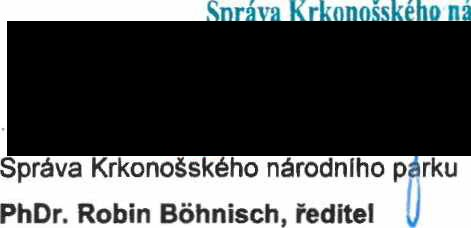 Správa Krkonošského ná
Správa Krkonošského národního parku
PhDr. Robin Böhnisch, ředitel